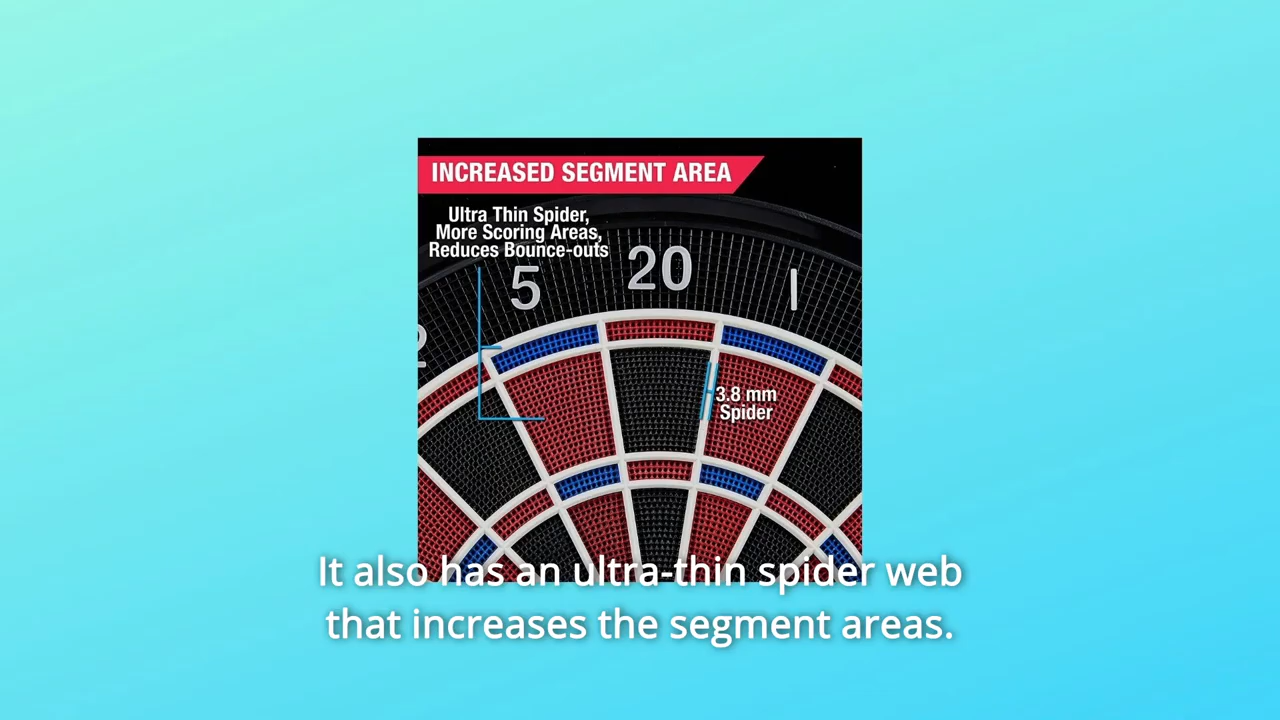 INCREASED SEGMENT AREA
Ultra Thin Spider,
More Scoring Areas,
Reduces Bounce-outs
5
20
1
2
3.8 mm
Spider
It also has an ultra-thin spider web
that increases the segment areas.